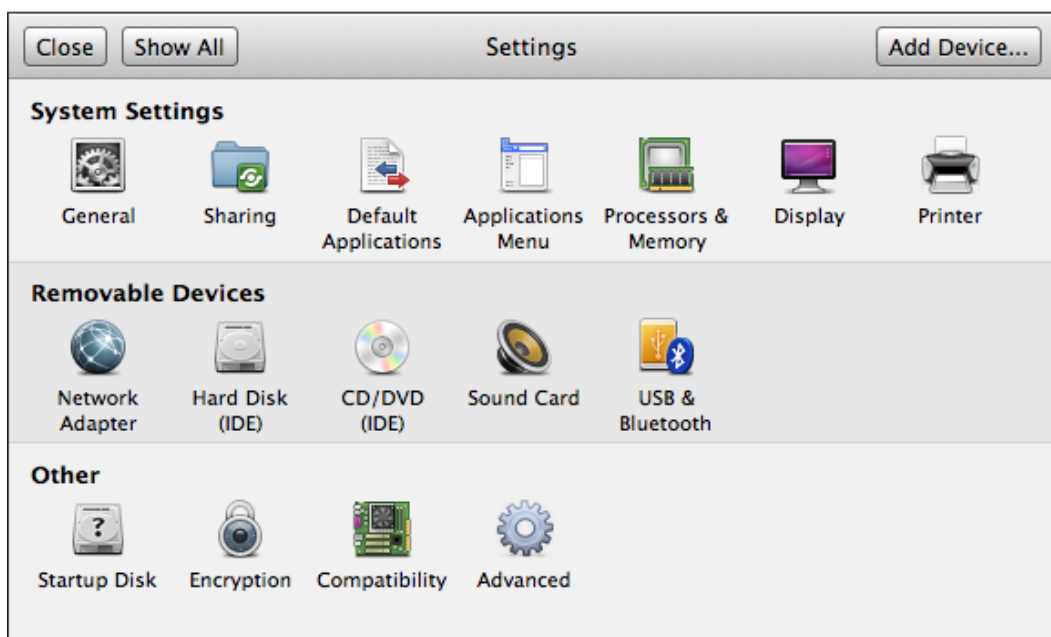 Close Show All Settings Add Device...
System Settings
General Sharing Default Applications Processors & Display Printer
Applications Menu Memory
Removable Devices
Network Hard Disk CD/DVD Sound Card USB &
Adapter (IDE) (IDE) Bluetooth
Other
?
Startup Disk Encryption Compatibility Advanced